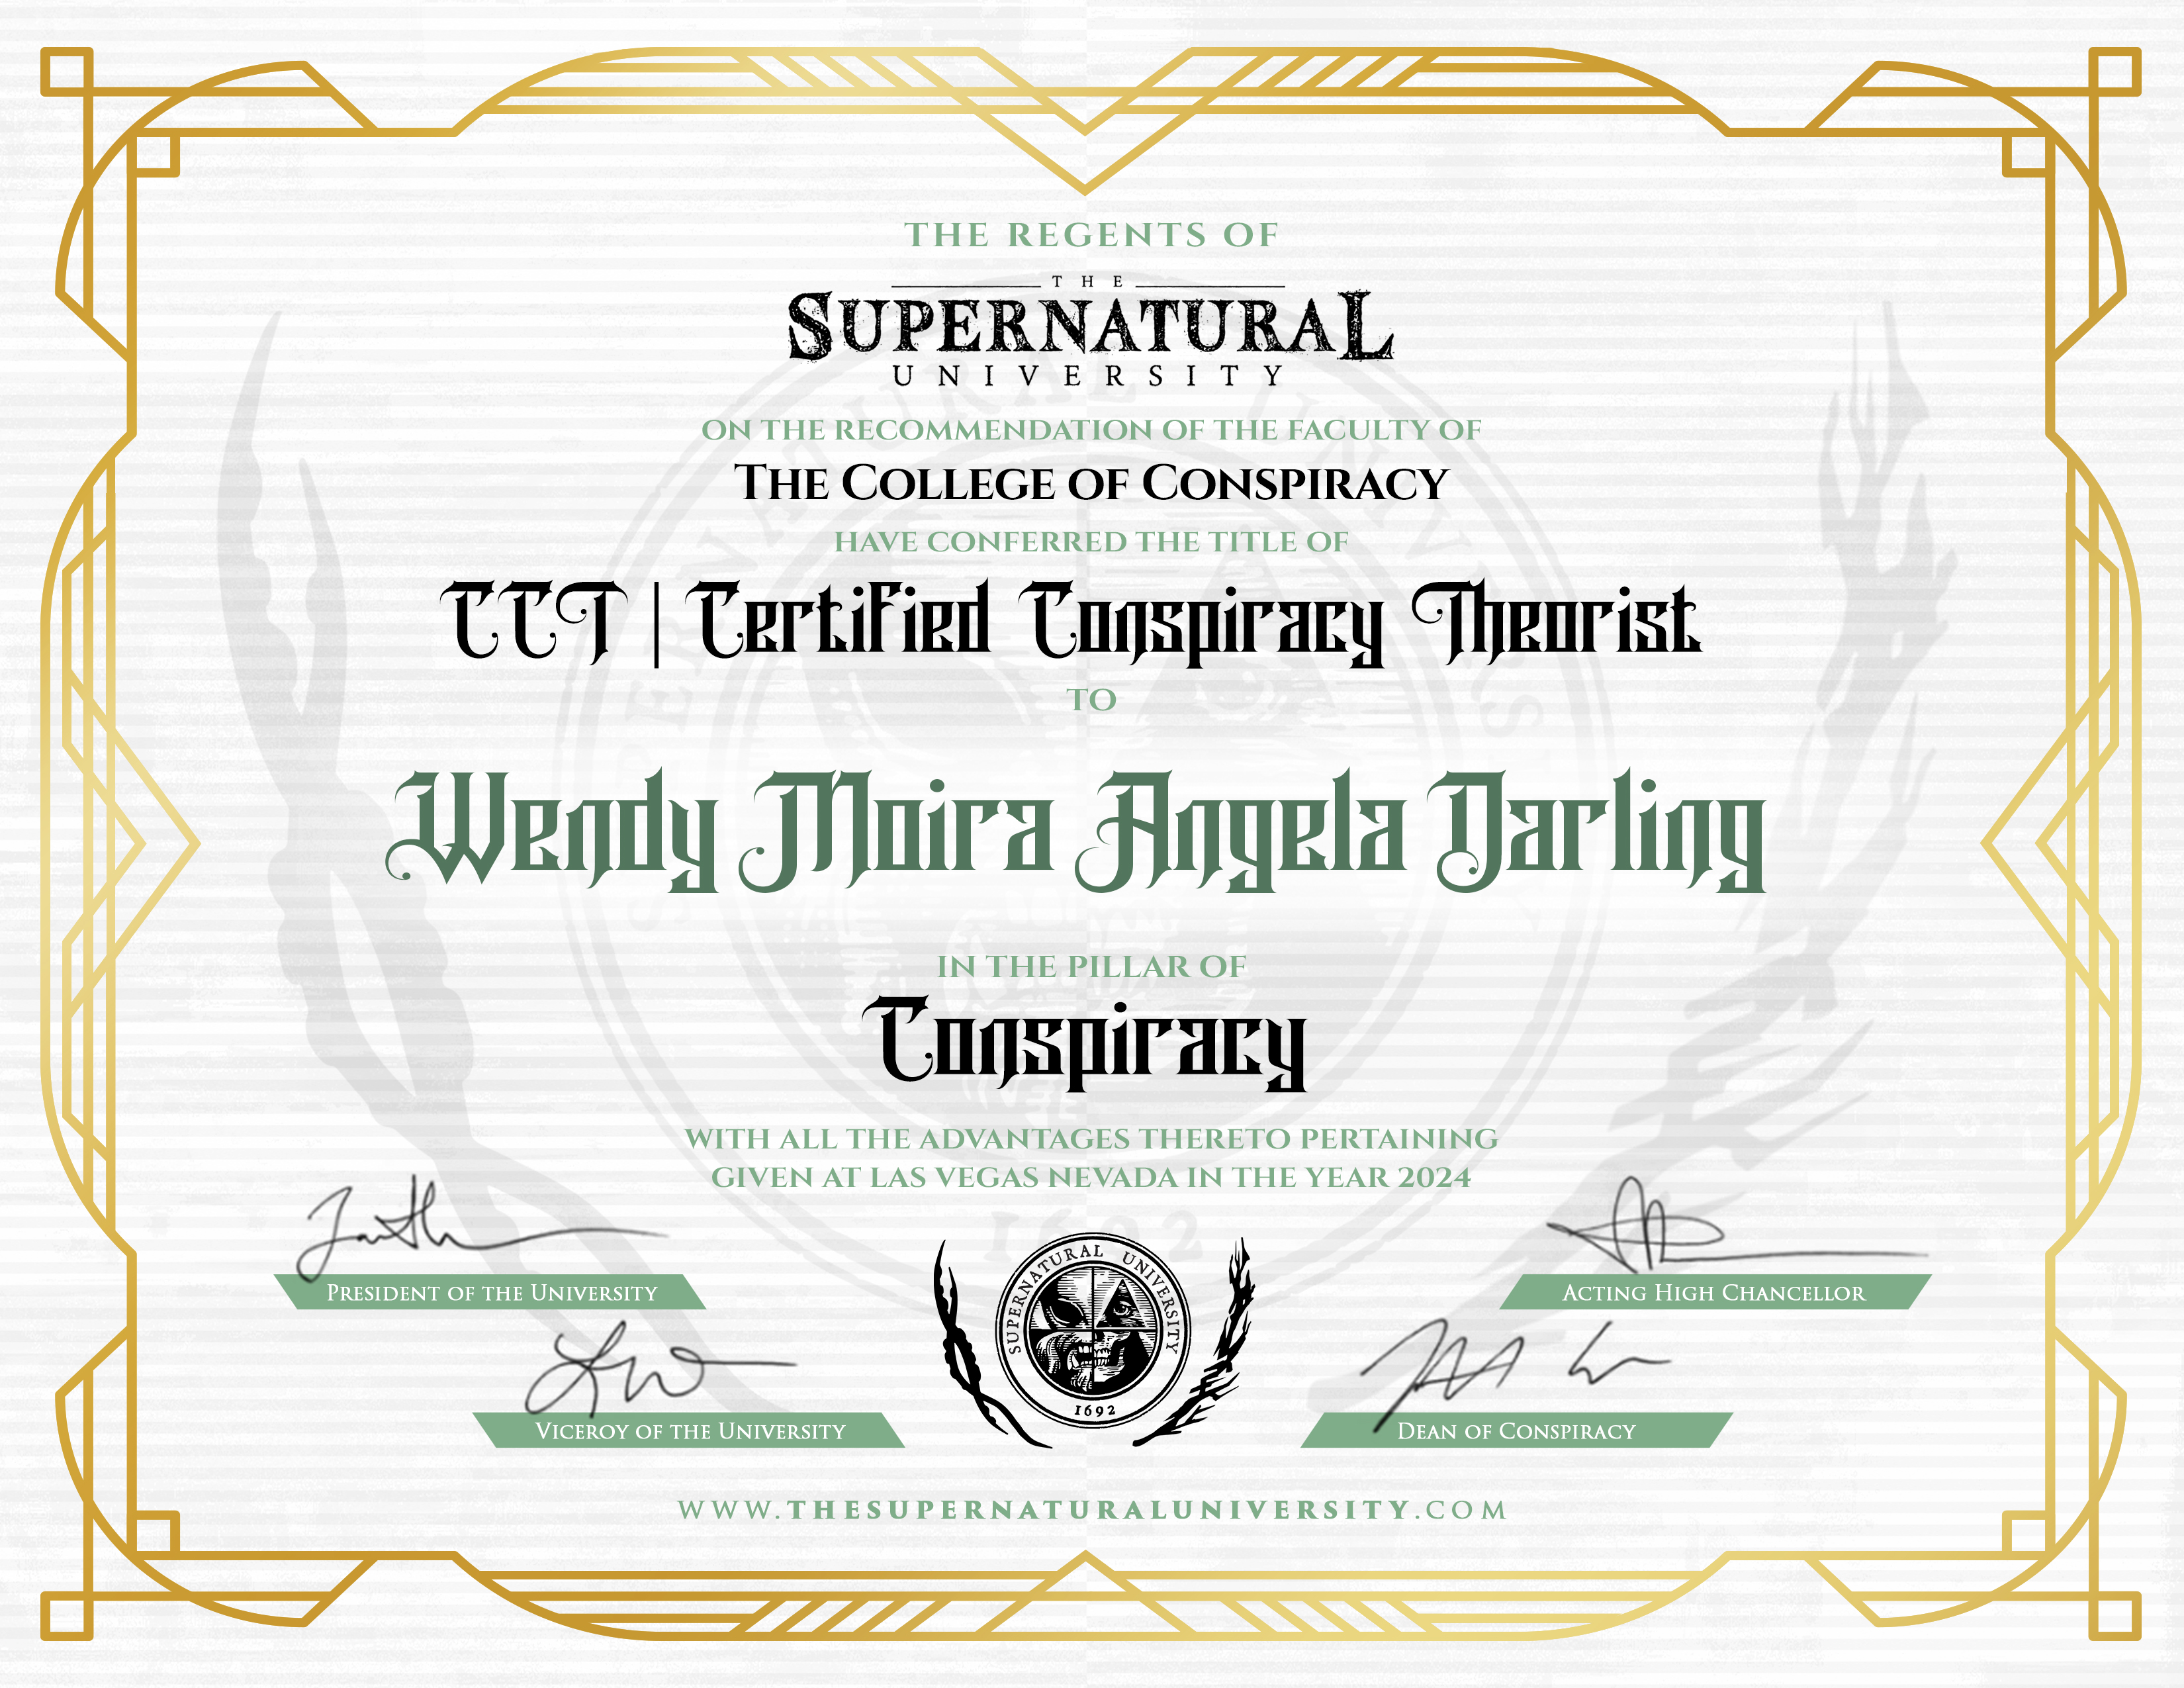 THE REGENTS OF
THE
SUPERNATURAL
UNIVERSITY
ON THE RECOMMENDATION OF THE FACULTY OF
THE COLLEGE OF CONSPIRACY
HAVE CONFERRED THE TITLE OF
CCT | Certified Conspiracy Theorist
TO
Wendy Moira Angela Darling
IN THE PILLAR OF
Conspiracy
WITH ALL THE ADVANTAGES THERETO PERTAINING
GIVEN AT LAS VEGAS NEVADA IN THE YEAR 2024
PRESIDENT OF THE UNIVERSITY
ACTING HIGH CHANCELLOR
VICEROY OF THE UNIVERSITY
SUPERNATURAL UNIVERSITY
1692
DEAN OF CONSPIRACY
WWW.THESUPERNATURALUNIVERSITY.COM